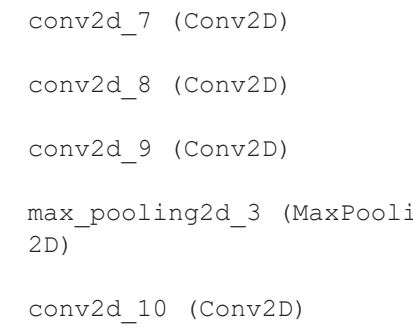 conv2d_7 (Conv2D)
conv2d_8 (Conv2D)
conv2d_9 (Conv2D)
max_pooling2d_3 (MaxPooli
2D)
conv2d_10 (Conv2D)